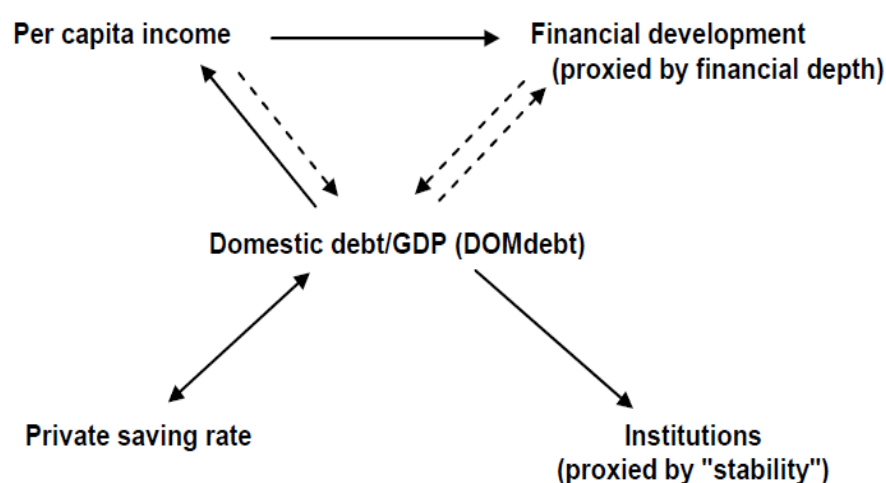 Per capita income
Financial development
(proxied by financial depth)
Domestic debt/GDP (DOMdebt)
Private saving rate
Institutions
(proxied by "stability")